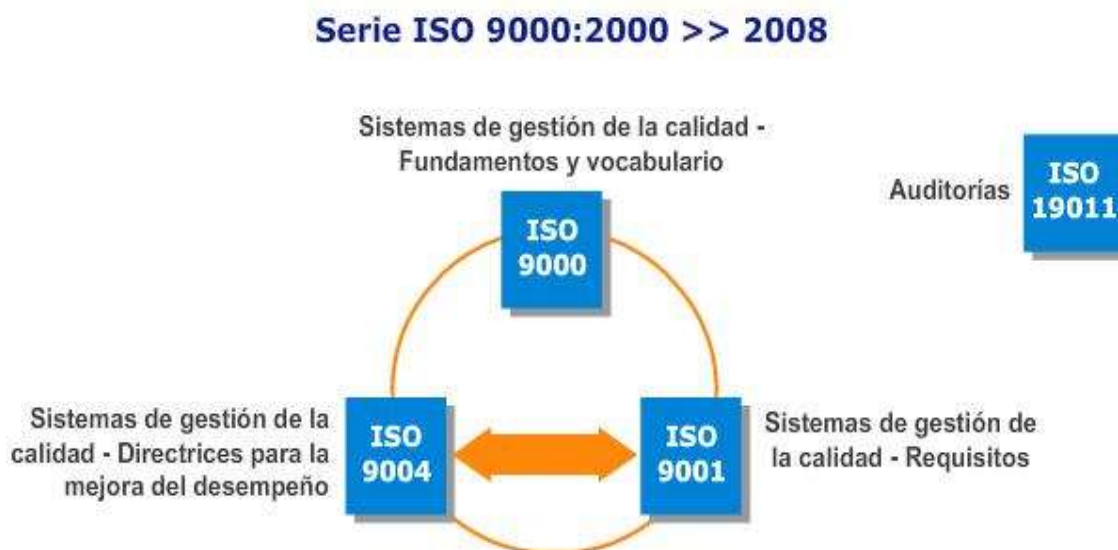 Serie ISO 9000:2000 >> 2008
Sistemas de gestión de la calidad -
Fundamentos y vocabulario
ISO
9000
Auditorías
ISO
19011
Sistemas de gestión de la
calidad - Directrices para la
mejora del desempeño
ISO
9004
ISO
9001
Sistemas de gestión de
la calidad - Requisitos